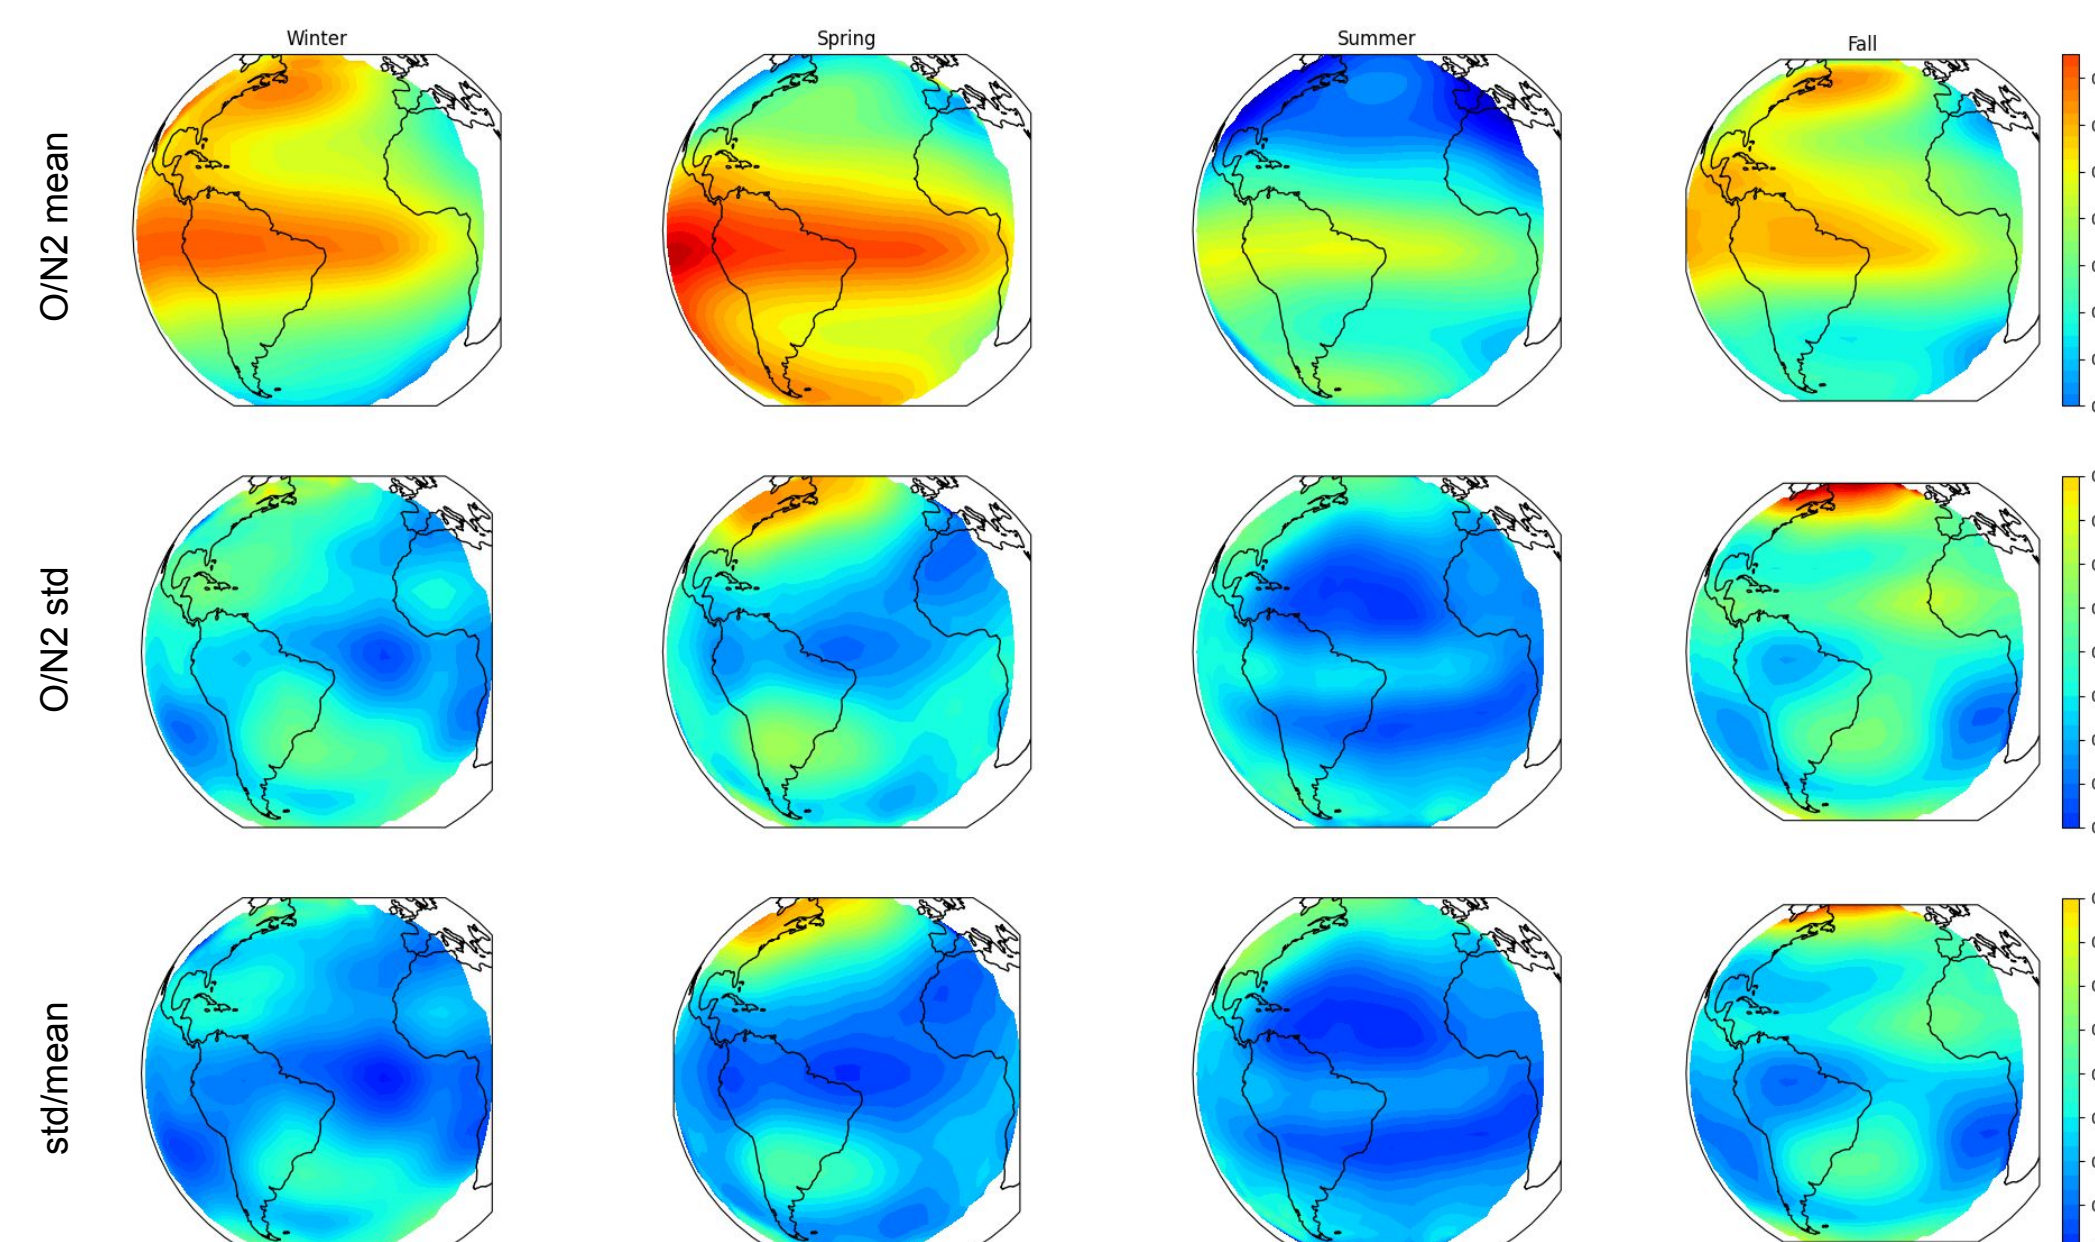 Winter
Spring
Summer
Fall
O/N2 mean
O/N2 std
std/mean